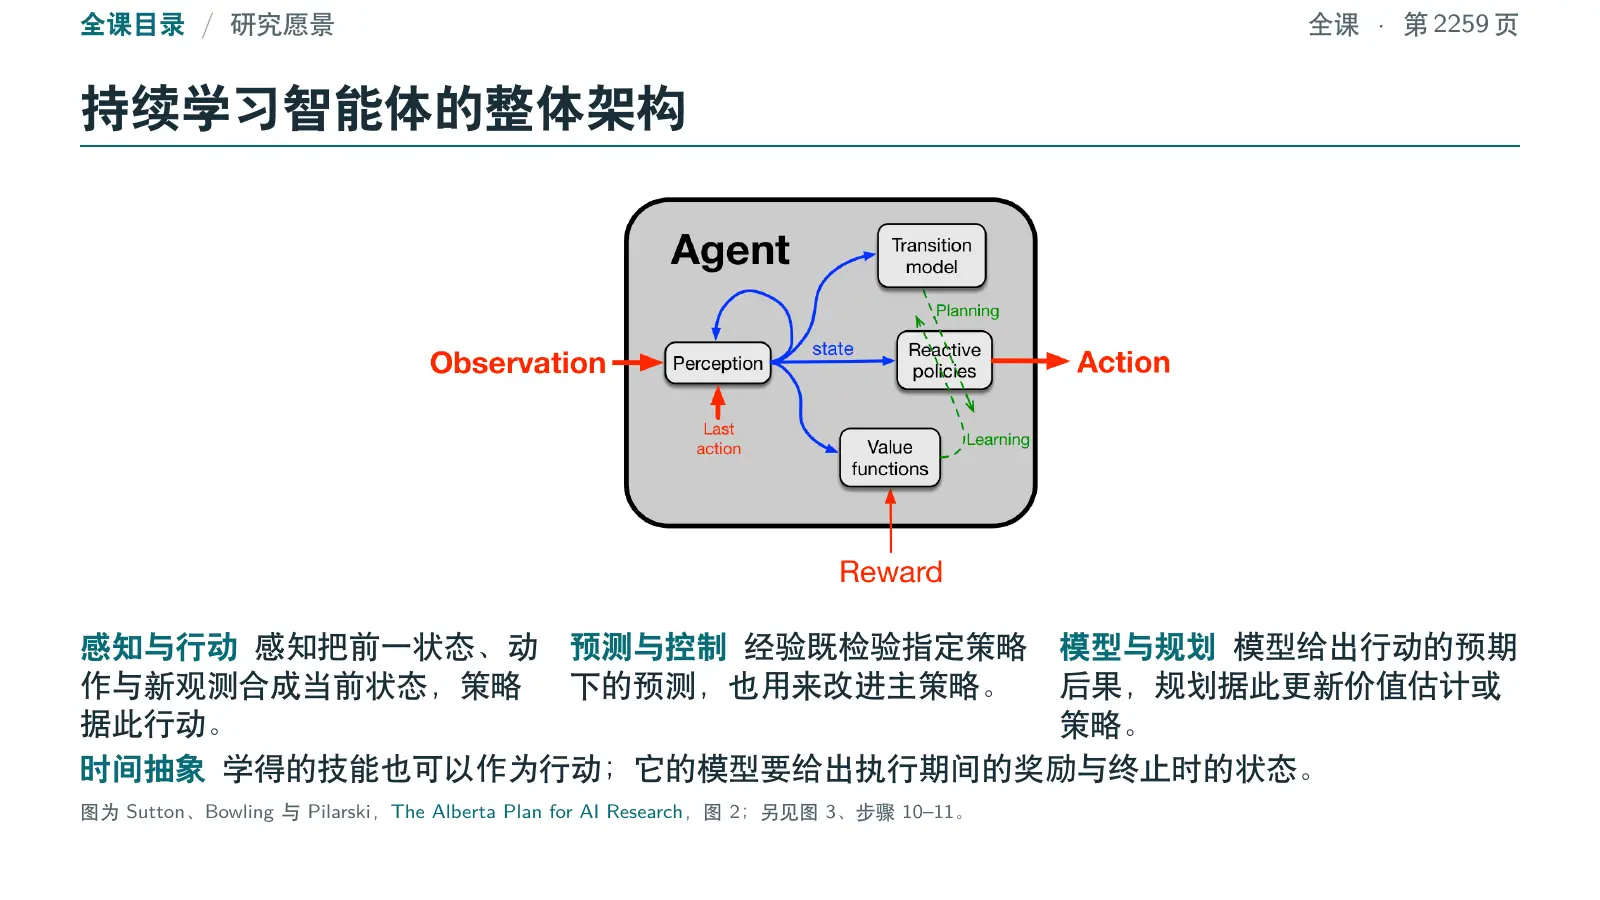 全课目录 / 研究愿景
全课 · 第 2259 页
持续学习智能体的整体架构
Agent
Transition
model
Planning
Observation
Perception
state
Reactive
policies
Action
Last
action
Learning
Value
functions
Reward
感知与行动 感知把前一状态、动
作与新观测合成当前状态，策略
据此行动。
预测与控制 经验既检验指定策略
下的预测，也用来改进主策略。
模型与规划 模型给出行动的预期
后果，规划据此更新价值估计或
策略。
时间抽象 学得的技能也可以作为行动；它的模型要给出执行期间的奖励与终止时的状态。
图为 Sutton、Bowling 与 Pilarski，The Alberta Plan for AI Research，图 2；另见图 3、步骤 10–11。